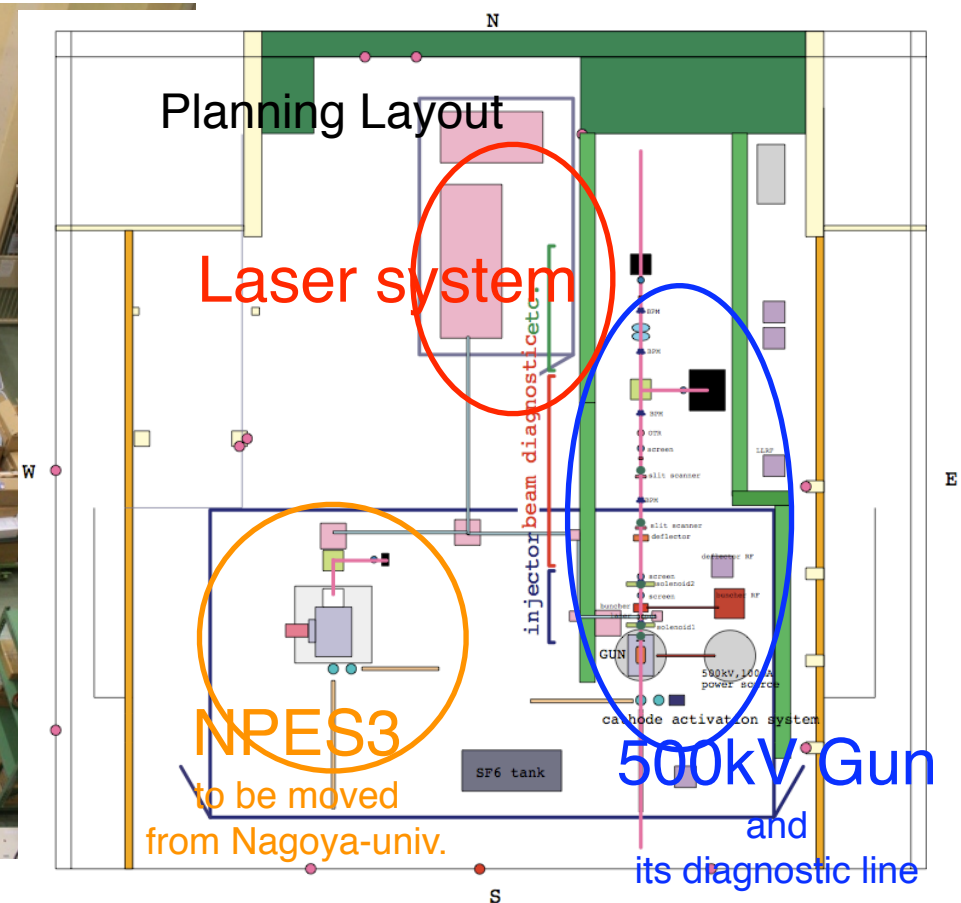 N
Planning Layout
Laser system
etc.
beam diagnostic
injector
BPM
BPM
BPM
OTR
screen
slit scanner
BPM
slit scanner
deflector
screen
solenoid2
screen
buncher
solenoid1
GUN
LLRF
deflector RF
buncher RF
power source
cathode activation system
W
E
NPES3
to be moved
from Nagoya-univ.
SF6 tank
500kV Gun
and
its diagnostic line
S